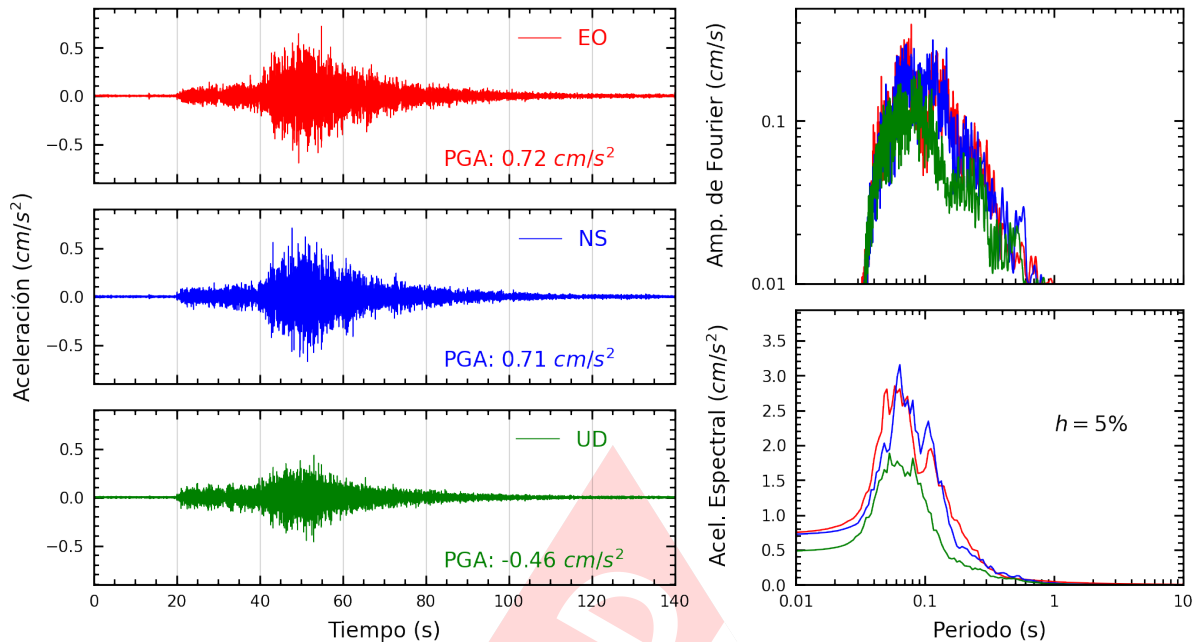 Aceleración (cm/s²)
0.5
0.0
−0.5
EO
PGA: 0.72 cm/s²
0.5
0.0
−0.5
NS
PGA: 0.71 cm/s²
0.5
0.0
−0.5
UD
PGA: -0.46 cm/s²
0 20 40 60 80 100 120 140
Tiempo (s)
Amp. de Fourier (cm/s)
0.1
0.01
Acel. Espectral (cm/s²)
3.5
3.0
2.5
2.0
1.5
1.0
0.5
0.0
h = 5%
0.01 0.1 1 10
Periodo (s)